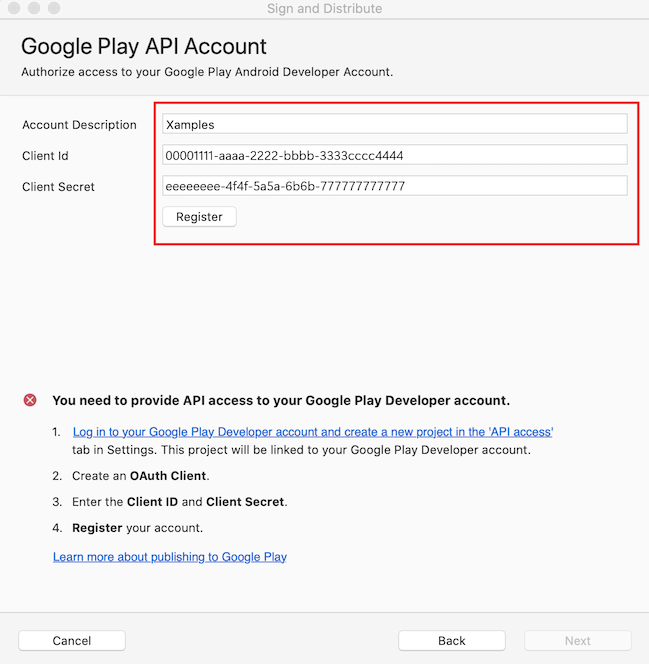 Sign and Distribute
Google Play API Account
Authorize access to your Google Play Android Developer Account.
Account Description
Xamples
Client Id
00001111-aaaa-2222-bbbb-3333cccc4444
Client Secret
eeeeeeee-4f4f-5a5a-6b6b-777777777777
Register
You need to provide API access to your Google Play Developer account.
1. Log in to your Google Play Developer account and create a new project in the 'API access'
tab in Settings. This project will be linked to your Google Play Developer account.
2. Create an OAuth Client.
3. Enter the Client ID and Client Secret.
4. Register your account.
Learn more about publishing to Google Play
Cancel
Back
Next